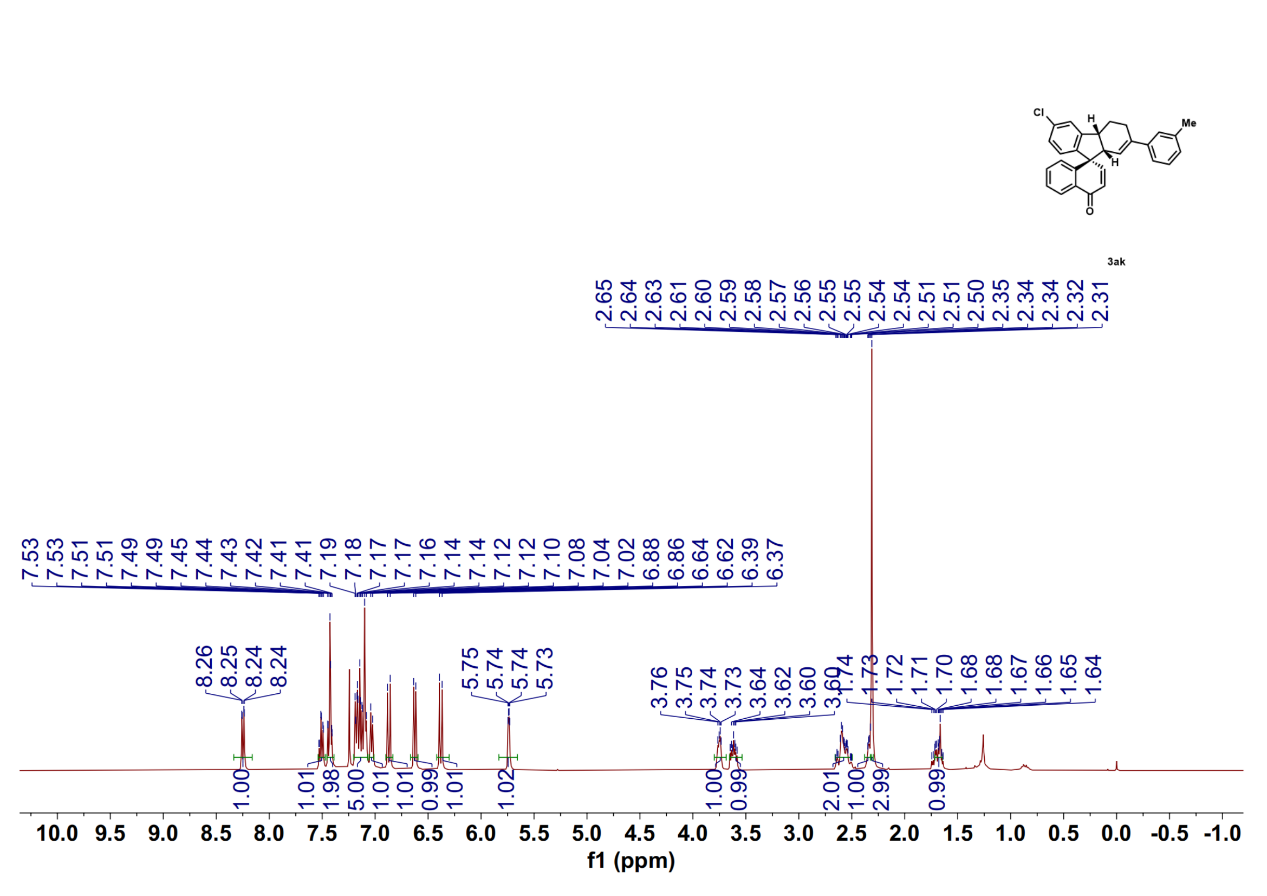 Cl
H
Me
H
O
3ak
2.65 2.64 2.63 2.61 2.60 2.59 2.58 2.57 2.56 2.55 2.55 2.54 2.54 2.51 2.51 2.50 2.35 2.34 2.34 2.32 2.31
7.53 7.53 7.51 7.51 7.49 7.49 7.45 7.44 7.43 7.42 7.41 7.41 7.19 7.18 7.17 7.17 7.16 7.14 7.14 7.12 7.12 7.10 7.08 7.04 7.02 6.88 6.86 6.64 6.62 6.39 6.37
8.26 8.25 8.24 8.24
5.75 5.74 5.74 5.73
3.76 3.75 3.74 3.73 3.64 3.62 3.60 3.60
1.74 1.73 1.72 1.71 1.70 1.68 1.68 1.67 1.66 1.65 1.64
1.00 1.01 1.98 5.00 1.01 1.01 0.99 1.01 1.02 1.00 0.99 2.01 1.00 2.99 0.99
10.0 9.5 9.0 8.5 8.0 7.5 7.0 6.5 6.0 5.5 5.0 4.5 4.0 3.5 3.0 2.5 2.0 1.5 1.0 0.5 0.0 -0.5 -1.0
f1 (ppm)